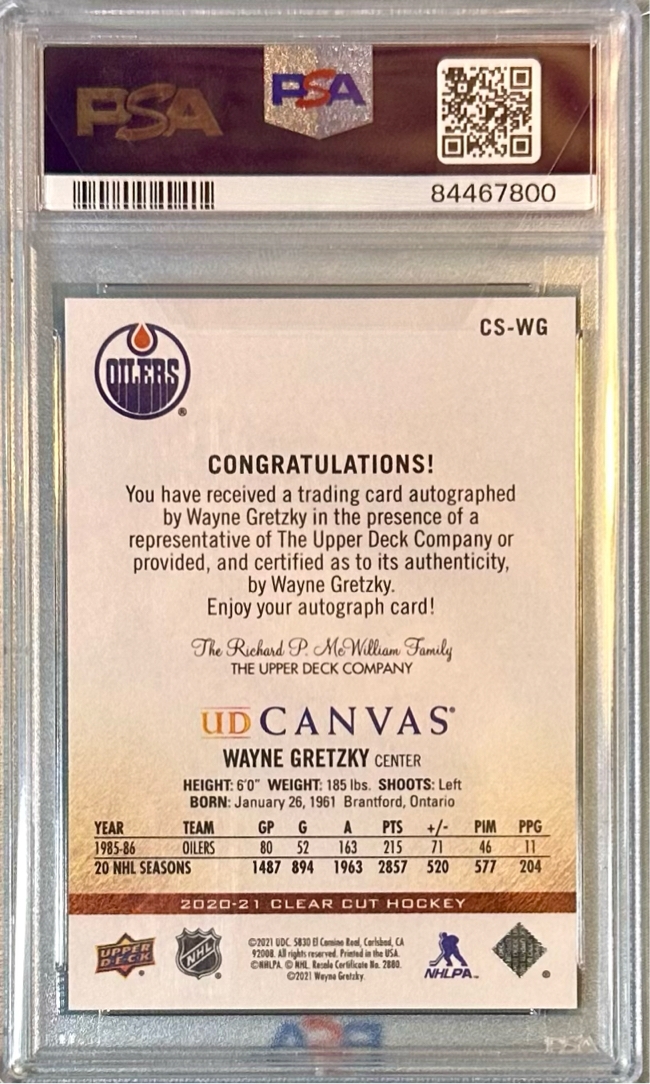 PSA PSA
84467800
CS-WG
OILERS ®
CONGRATULATIONS!
You have received a trading card autographed
by Wayne Gretzky in the presence of a
representative of The Upper Deck Company or
provided, and certified as to its authenticity,
by Wayne Gretzky.
Enjoy your autograph card!
The Richard P. McWilliam Family
THE UPPER DECK COMPANY
UD CANVAS®
WAYNE GRETZKY CENTER
HEIGHT: 6'0" WEIGHT: 185 lbs. SHOOTS: Left
BORN: January 26, 1961 Brantford, Ontario
YEAR TEAM GP G A PTS +/- PIM PPG
1985-86 OILERS 80 52 163 215 71 46 11
20 NHL SEASONS 1487 894 1963 2857 520 577 204
2020-21 CLEAR CUT HOCKEY
UPPER DECK ®
NHL ®
©2021 UDC. 5830 El Camino Real, Carlsbad, CA
92008. All rights reserved. Printed in the USA.
©NHLPA. © NHL. Resale Certificate No. 2880.
©2021 Wayne Gretzky.
NHLPA™
®
PSA